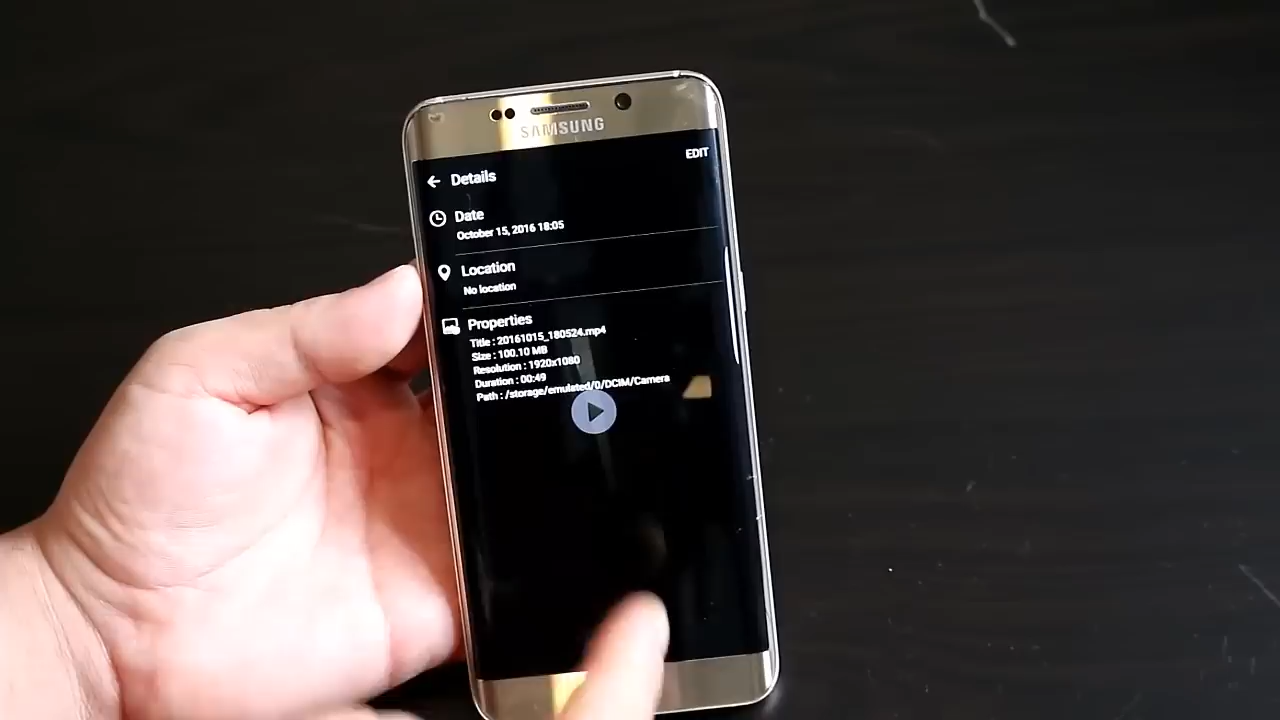 SAMSUNG
EDIT
Details
Date
October 15, 2016 18:05
Location
No location
Properties
Title : 20161015_180524.mp4
Size : 100.10 MB
Resolution : 1920x1080
Duration : 00:49
Path : /storage/emulated/0/DCIM/Camera